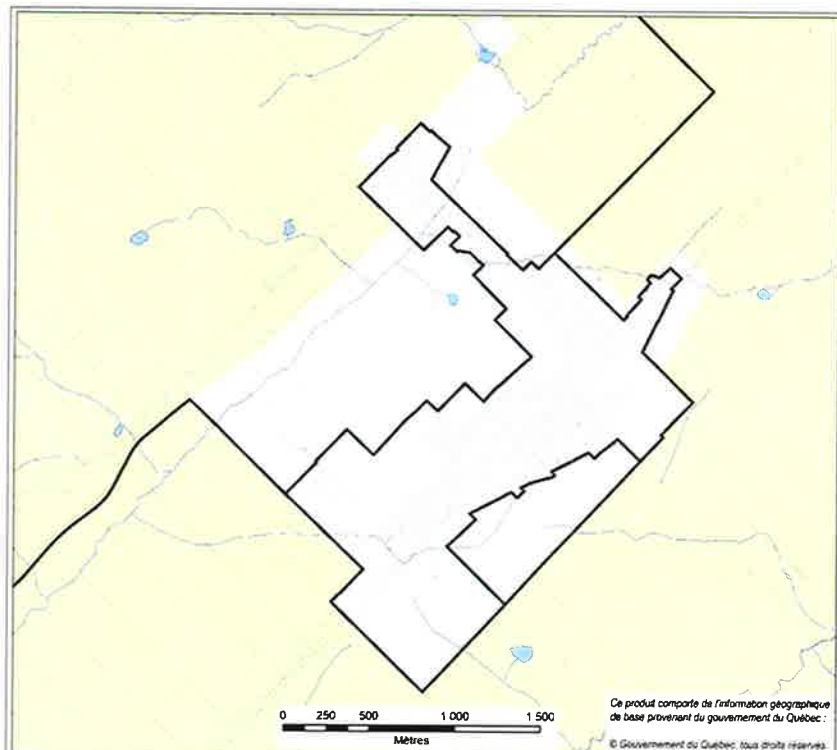 0 250 500 1 000 1 500
Mètres
Ce produit comporte de l'information géographique
de base provenant du gouvernement du Québec :
© Gouvernement du Québec, tous droits réservés